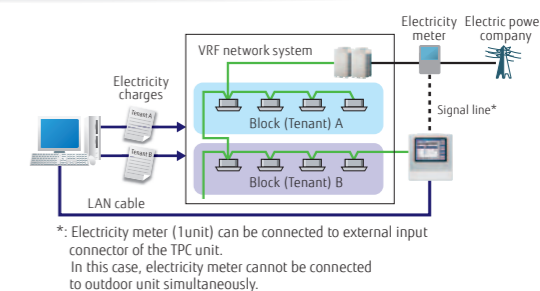 Electricity meter
Electric powe company
VRF network system
Electricity charges
Tenant A
Tenant B
Block (Tenant) A
Block (Tenant) B
Signal line*
LAN cable
*: Electricity meter (1unit) can be connected to external input
connector of the TPC unit.
In this case, electricity meter cannot be connected
to outdoor unit simultaneously.